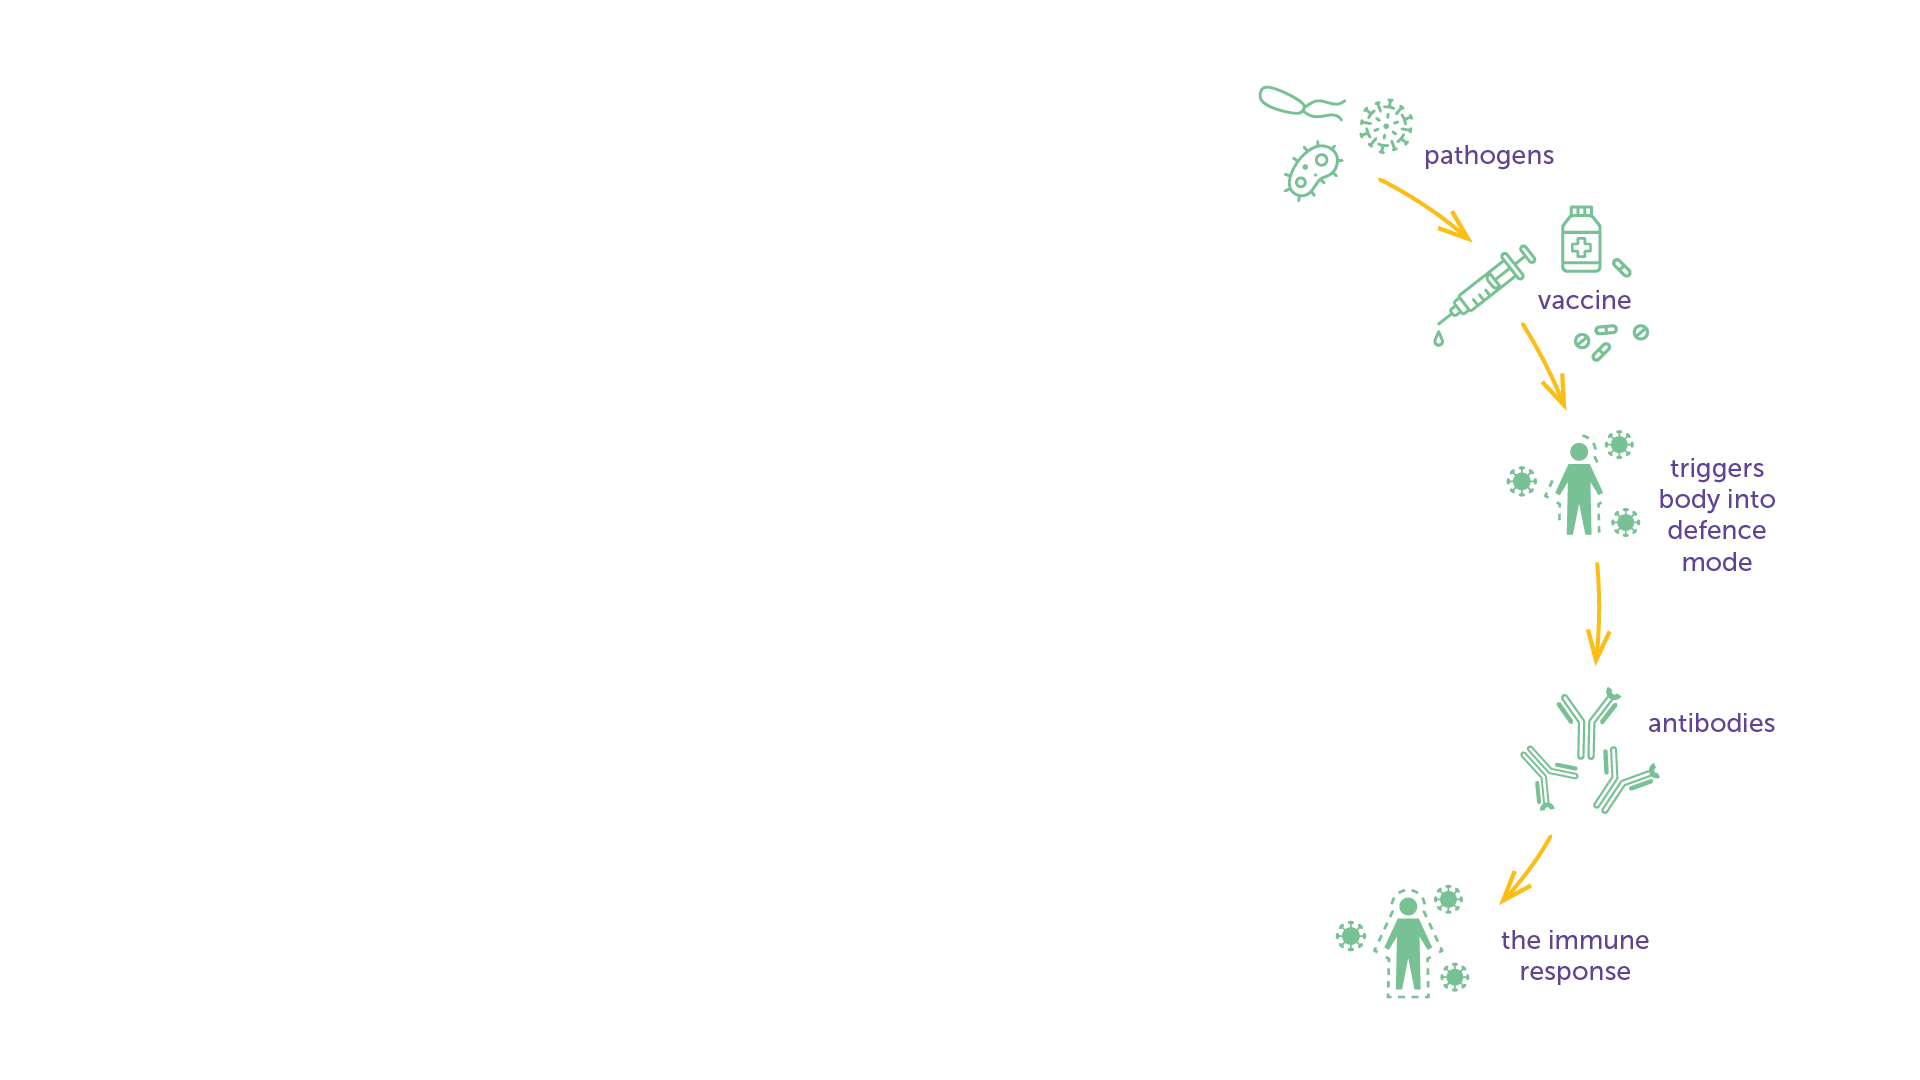 pathogens
vaccine
triggers
body into
defence
mode
antibodies
the immune
response